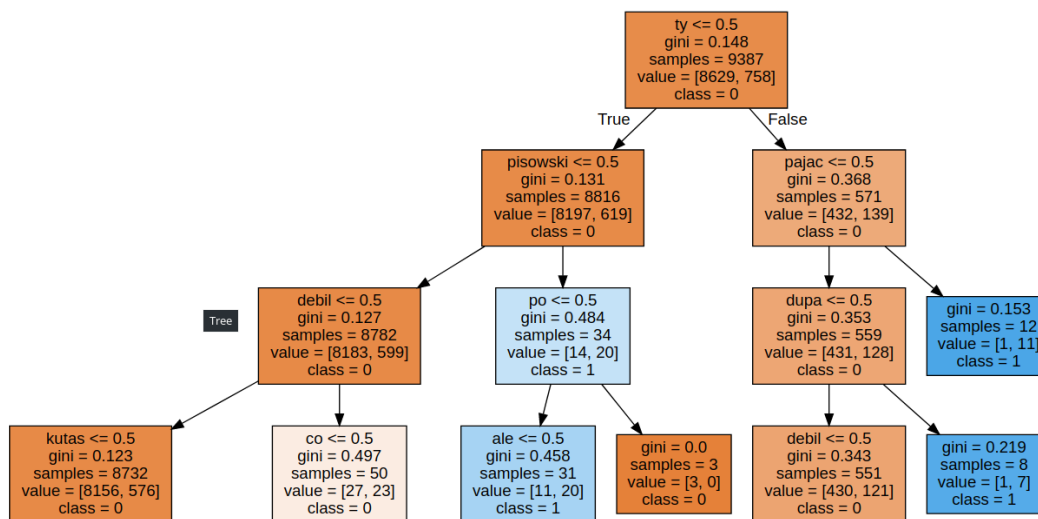 ty <= 0.5
gini = 0.148
samples = 9387
value = [8629, 758]
class = 0
True
False
pisowski <= 0.5
gini = 0.131
samples = 8816
value = [8197, 619]
class = 0
pajac <= 0.5
gini = 0.368
samples = 571
value = [432, 139]
class = 0
debil <= 0.5
gini = 0.127
samples = 8782
value = [8183, 599]
class = 0
po <= 0.5
gini = 0.484
samples = 34
value = [14, 20]
class = 1
dupa <= 0.5
gini = 0.353
samples = 559
value = [431, 128]
class = 0
gini = 0.153
samples = 12
value = [1, 11]
class = 1
Tree
kutas <= 0.5
gini = 0.123
samples = 8732
value = [8156, 576]
class = 0
co <= 0.5
gini = 0.497
samples = 50
value = [27, 23]
class = 0
ale <= 0.5
gini = 0.458
samples = 31
value = [11, 20]
class = 1
gini = 0.0
samples = 3
value = [3, 0]
class = 0
debil <= 0.5
gini = 0.343
samples = 551
value = [430, 121]
class = 0
gini = 0.219
samples = 8
value = [1, 7]
class = 1